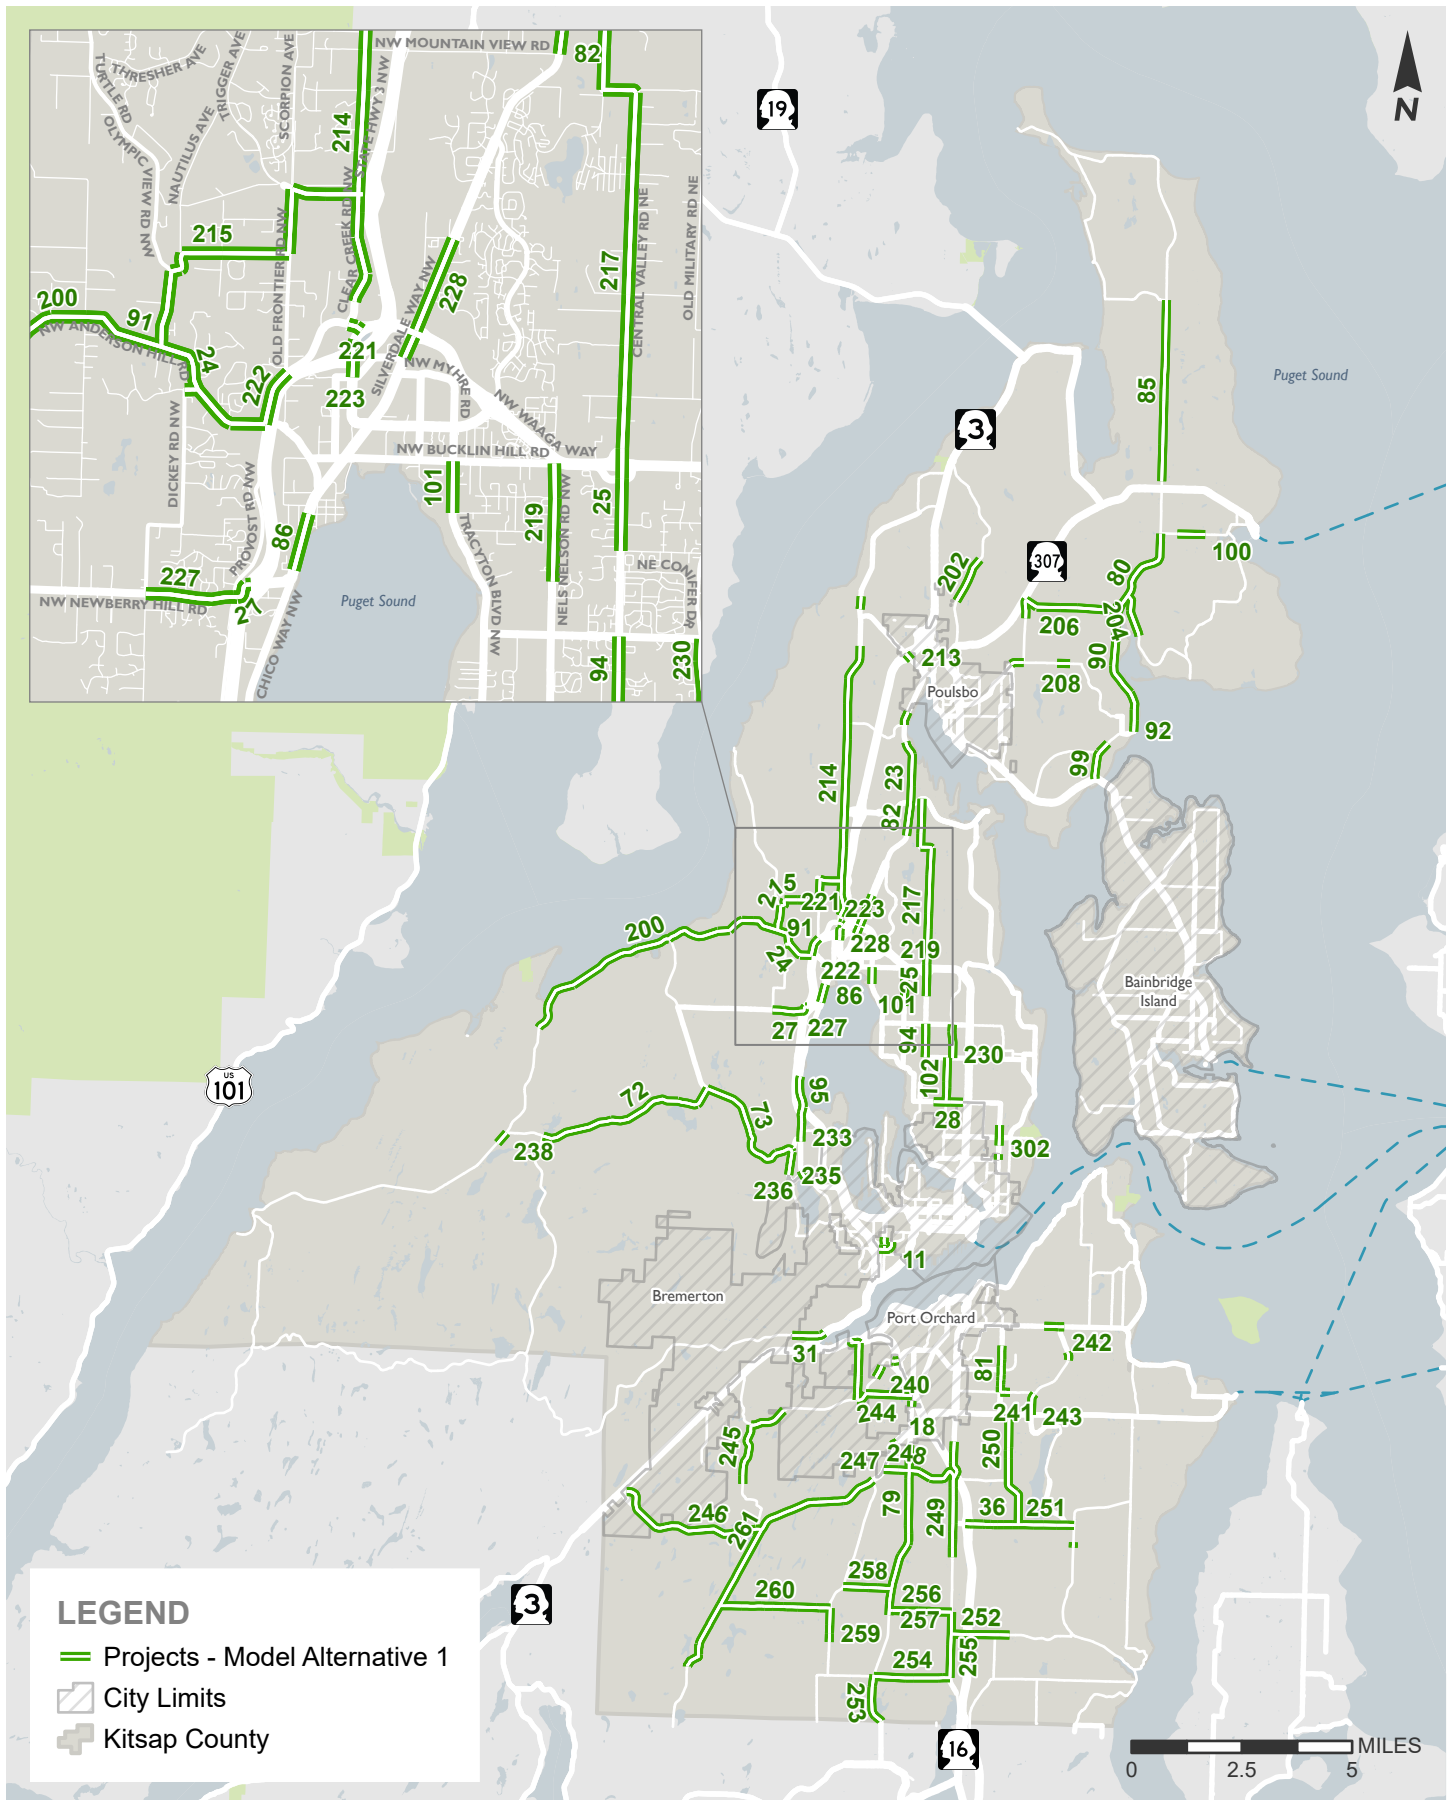 NW MOUNTAIN VIEW RD
82
THRESHER AVE
TURTLE RD
TRIGGER AVE
SCORPION AVE
NAUTILUS AVE
OLYMPIC VIEW RD NW
214
STATE HWY 3 NW
CLEAR CREEK RD NW
OLD FRONTIER RD NW
215
217
CENTRAL VALLEY RD NE
OLD MILITARY RD NE
228
SILVERDALE WAY NW
200
91
NW ANDERSON HILL RD
24
222
221
223
NW MYHRE RD
NW WAAGA WAY
NW BUCKLIN HILL RD
DICKEY RD NW
PROVOST RD NW
101
219
25
86
TRACYTON BLVD NW
NELS NELSON RD NW
NE CONIFER DR
227
NW NEWBERRY HILL RD
27
Puget Sound
CHICO WAY NW
94
230
19
N
Puget Sound
3
85
307
100
202
80
206
204
90
213
208
Poulsbo
92
99
214
23
82
215
221
223
217
200
91
228
219
24
222
25
86
101
27
227
94
230
Bainbridge
Island
US
101
72
73
95
102
28
233
302
238
235
236
11
Bremerton
Port Orchard
31
242
81
240
244
241
243
18
245
247
248
250
246
261
79
249
36
251
258
260
256
257
252
259
254
255
253
3
16
LEGEND
Projects - Model Alternative 1
City Limits
Kitsap County
MILES
0
2.5
5